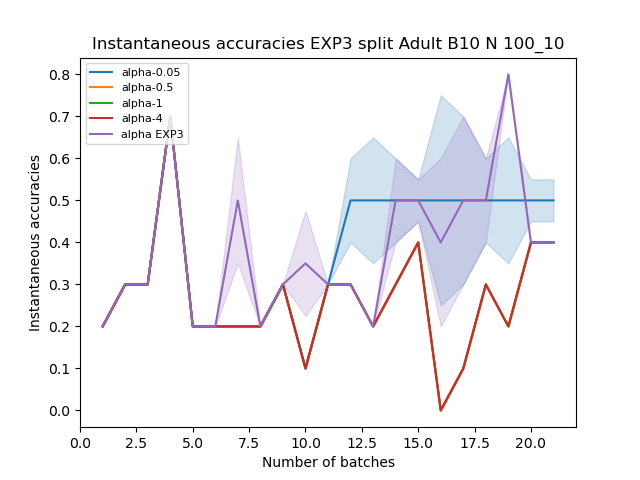 Instantaneous accuracies EXP3 split Adult B10 N 100_10
alpha-0.05
alpha-0.5
alpha-1
alpha-4
alpha EXP3
0.8
0.7
0.6
0.5
0.4
0.3
0.2
0.1
0.0
Instantaneous accuracies
0.0 2.5 5.0 7.5 10.0 12.5 15.0 17.5 20.0
Number of batches